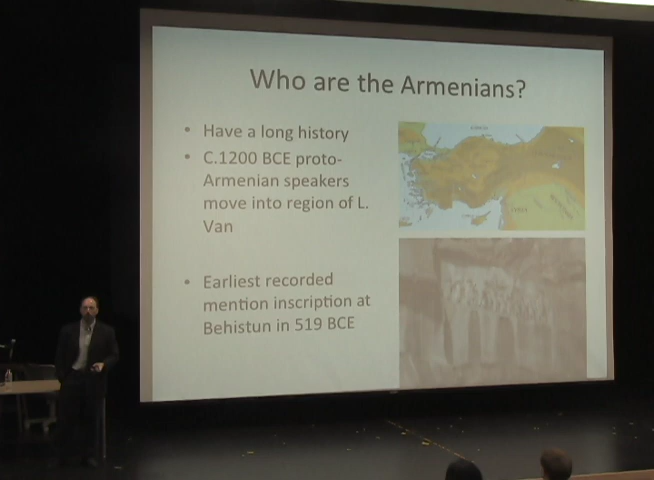 Who are the Armenians?
• Have a long history
• C.1200 BCE proto-
Armenian speakers
move into region of L.
Van
• Earliest recorded
mention inscription at
Behistun in 519 BCE